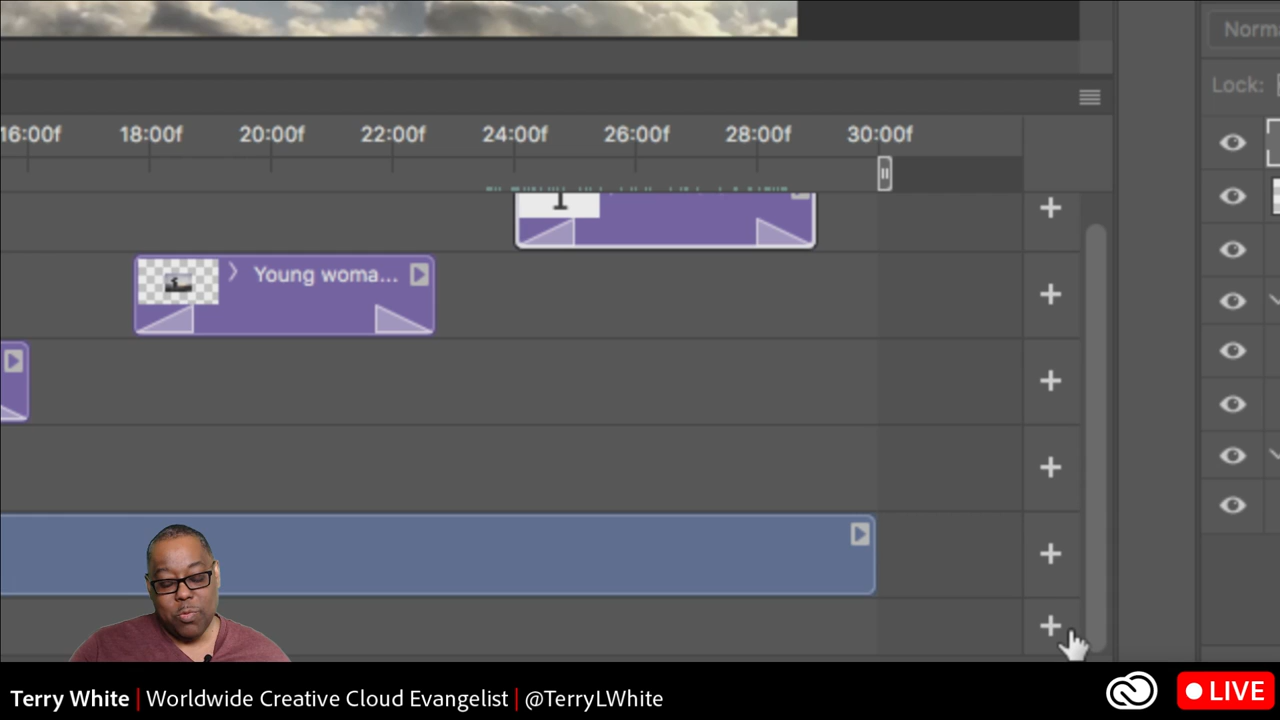 Norm
Lock:
16:00f 18:00f 20:00f 22:00f 24:00f 26:00f 28:00f 30:00f
Young woma...
Terry White | Worldwide Creative Cloud Evangelist | @TerryLWhite
LIVE